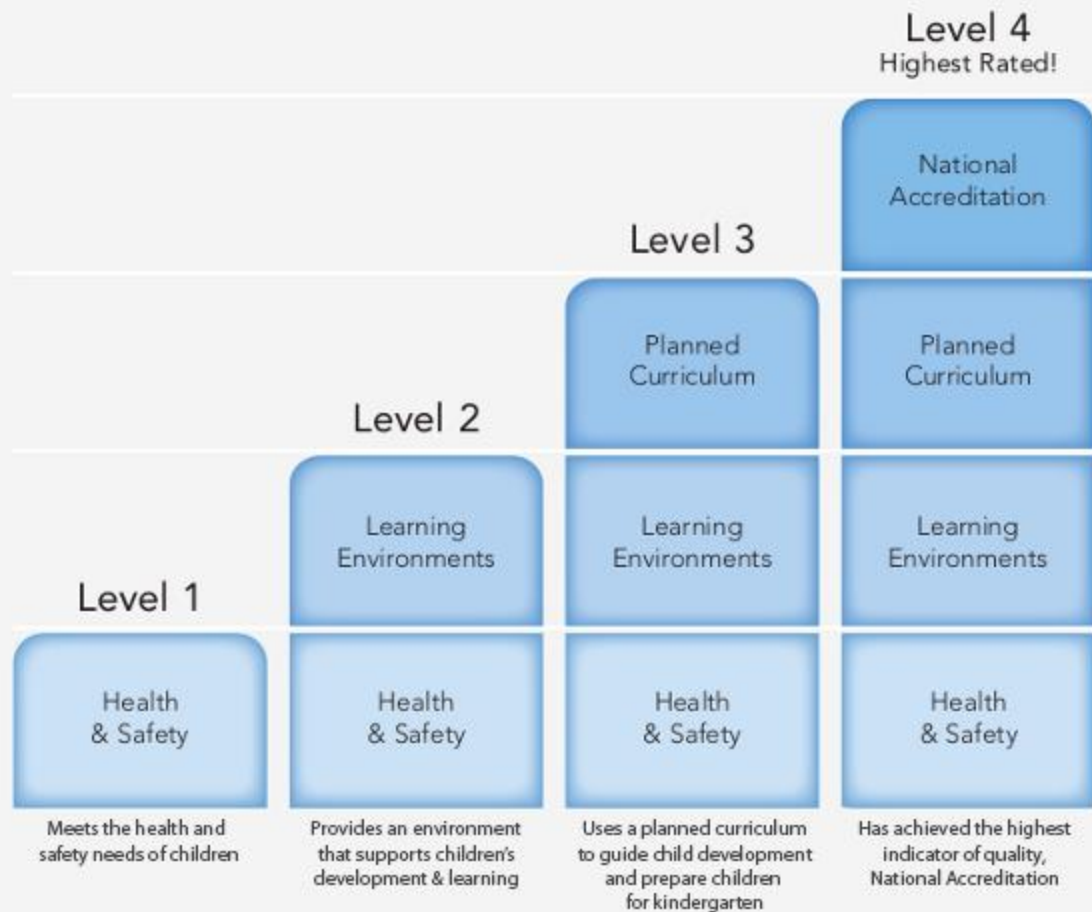 Level 4
Highest Rated!
National
Accreditation
Level 3
Planned
Curriculum
Planned
Curriculum
Level 2
Learning
Environments
Learning
Environments
Learning
Environments
Level 1
Health
& Safety
Health
& Safety
Health
& Safety
Health
& Safety
Meets the health and
safety needs of children
Provides an environment
that supports children's
development & learning
Uses a planned curriculum
to guide child development
and prepare children
for kindergarten
Has achieved the highest
indicator of quality,
National Accreditation